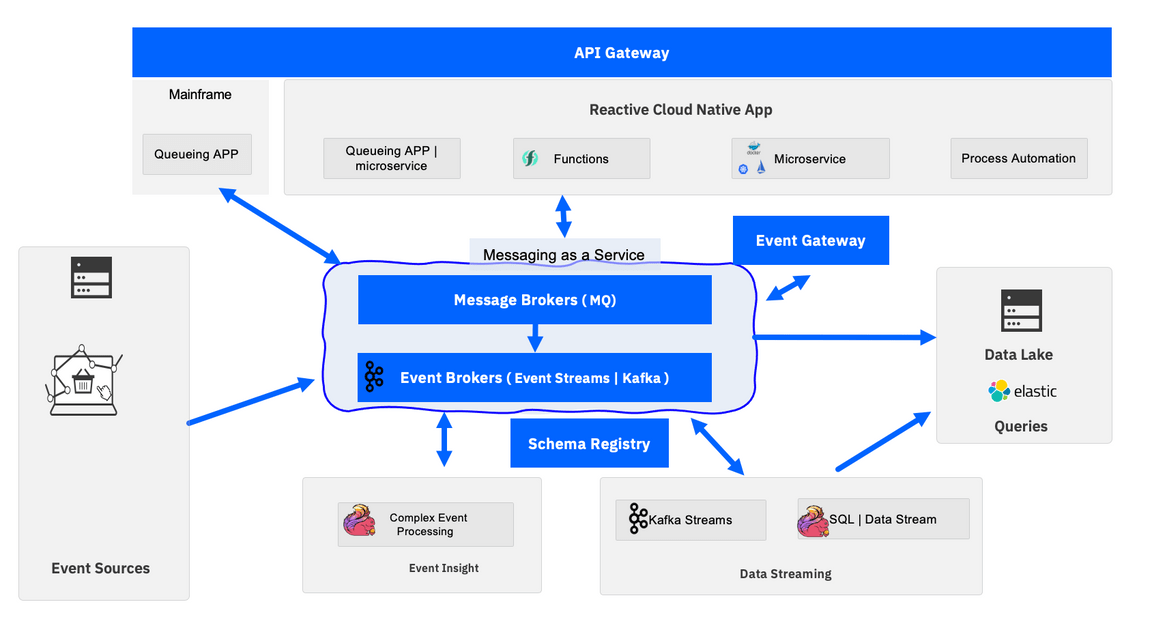 API Gateway
Mainframe
Queueing APP
Reactive Cloud Native App
Queueing APP |
microservice
Functions
docker
Microservice
Process Automation
Event Gateway
Messaging as a Service
Message Brokers ( MQ)
Event Brokers ( Event Streams | Kafka )
Schema Registry
Event Sources
Data Lake
elastic
Queries
Complex Event
Processing
Event Insight
Kafka Streams
SQL | Data Stream
Data Streaming